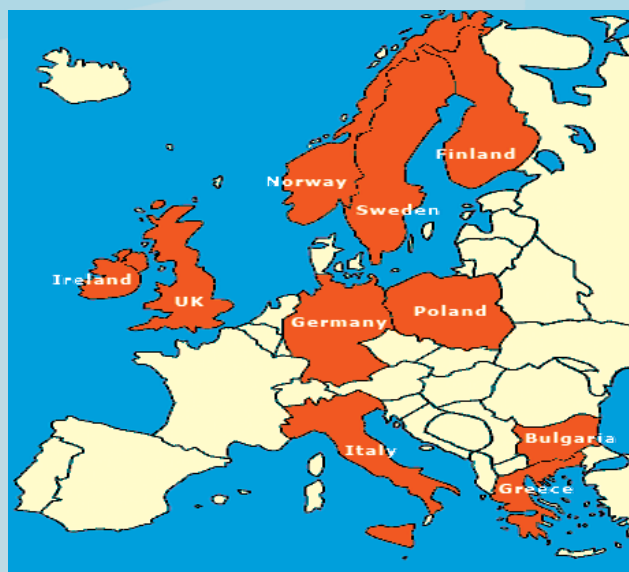 Finland
Norway
Sweden
Ireland
UK
Poland
Germany
Bulgaria
Italy
Greece